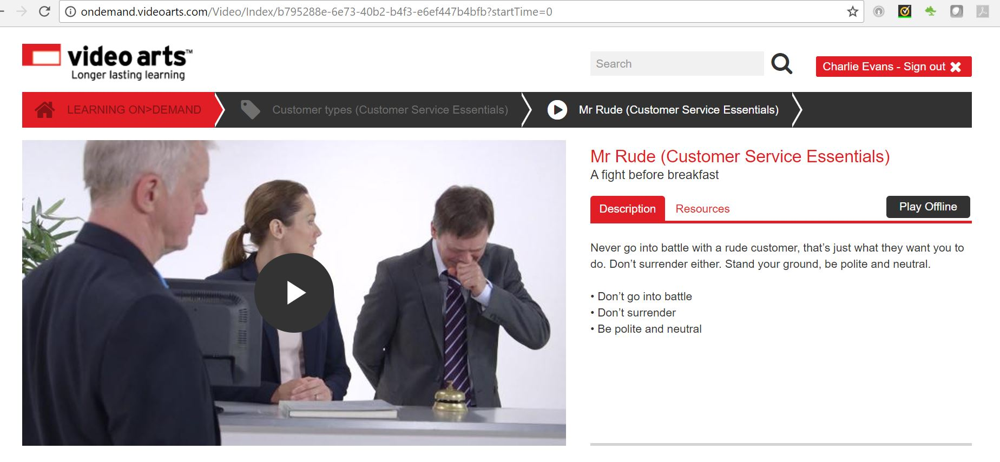 ondemand.videoarts.com/Video/Index/b795288e-6e73-40b2-b4f3-e6ef447b4bfb?startTime=0
video arts™
Longer lasting learning
Search
Charlie Evans - Sign out
LEARNING ON>DEMAND
Customer types (Customer Service Essentials)
Mr Rude (Customer Service Essentials)
Mr Rude (Customer Service Essentials)
A fight before breakfast
Description
Resources
Play Offline
Never go into battle with a rude customer, that’s just what they want you to
do. Don’t surrender either. Stand your ground, be polite and neutral.
• Don’t go into battle
• Don’t surrender
• Be polite and neutral